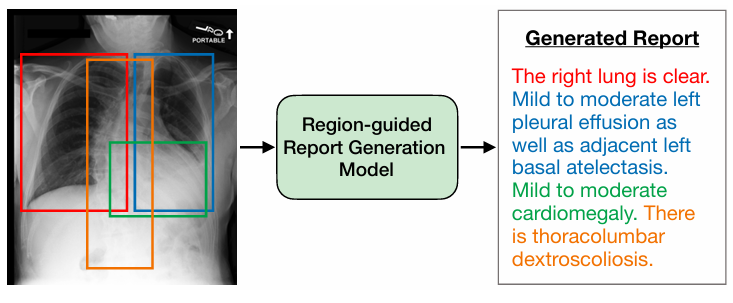 PORTABLE
Region-guided
Report Generation
Model
Generated Report
The right lung is clear.
Mild to moderate left
pleural effusion as
well as adjacent left
basal atelectasis.
Mild to moderate
cardiomegaly. There
is thoracolumbar
dextroscoliosis.